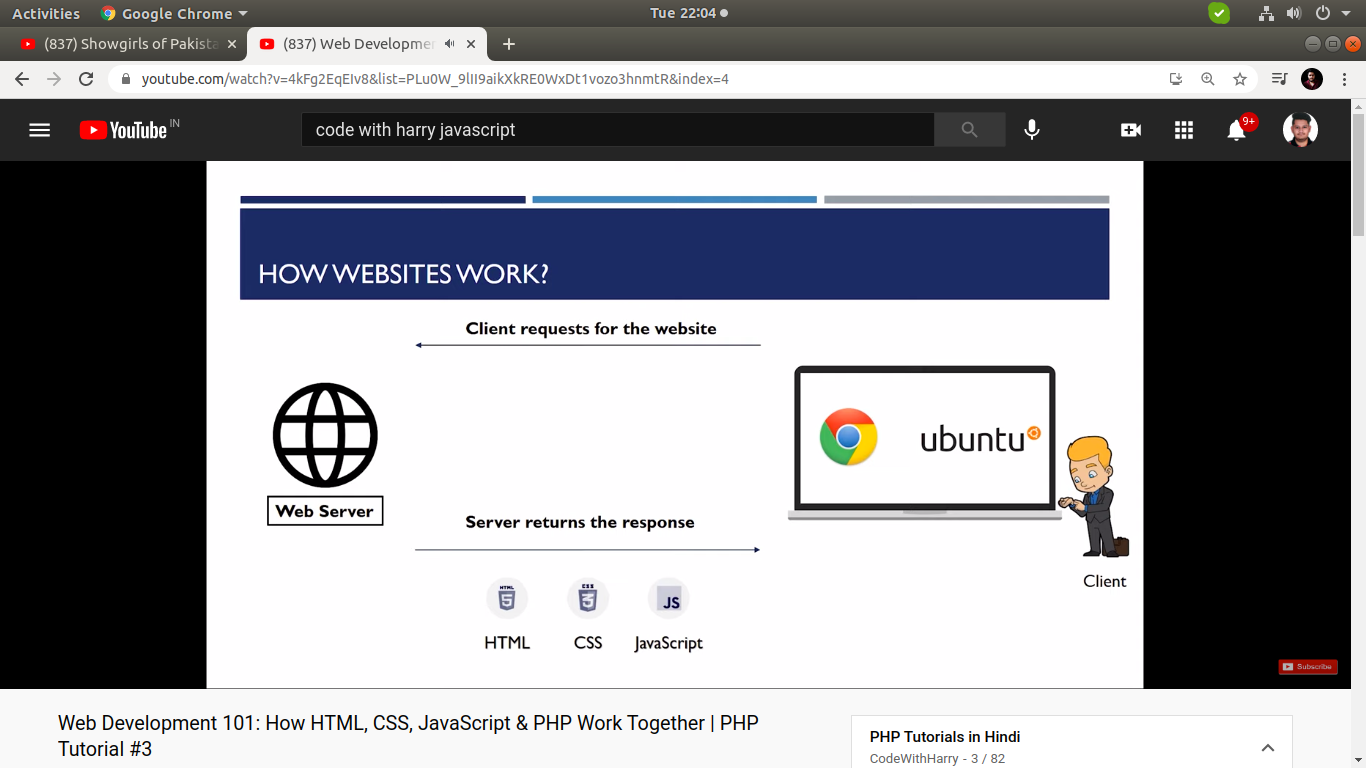 Activities
Google Chrome
Tue 22:04
(837) Showgirls of Pakista
(837) Web Developmen
youtube.com/watch?v=4kFg2EqEIv8&list=PLu0W_9lII9aikXkRE0WxDt1vozo3hnmtR&index=4
YouTube IN
code with harry javascript
9+
HOW WEBSITES WORK?
Client requests for the website
ubuntu
Web Server
Server returns the response
Client
HTML
5
CSS
3
JS
HTML
CSS
JavaScript
Subscribe
Web Development 101: How HTML, CSS, JavaScript & PHP Work Together | PHP
Tutorial #3
PHP Tutorials in Hindi
CodeWithHarry - 3 / 82